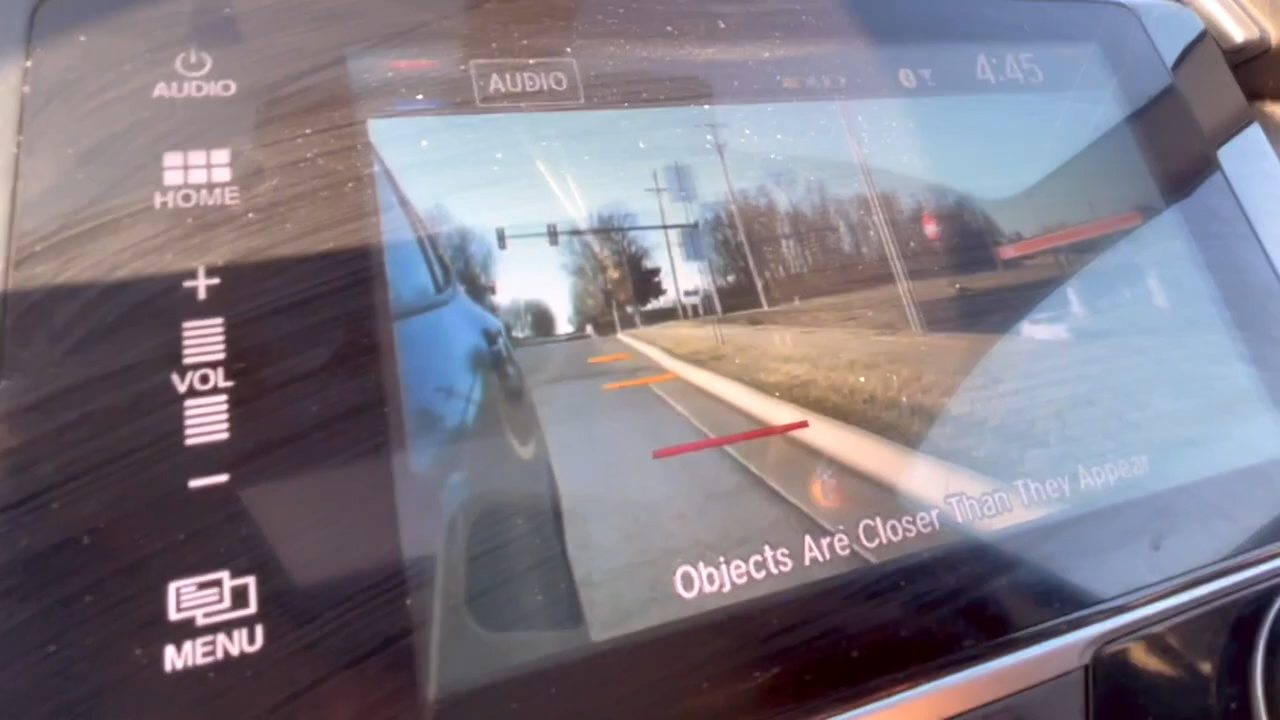 AUDIO
AUDIO
4:45
HOME
+
VOL
−
MENU
Objects Are Closer Than They Appear